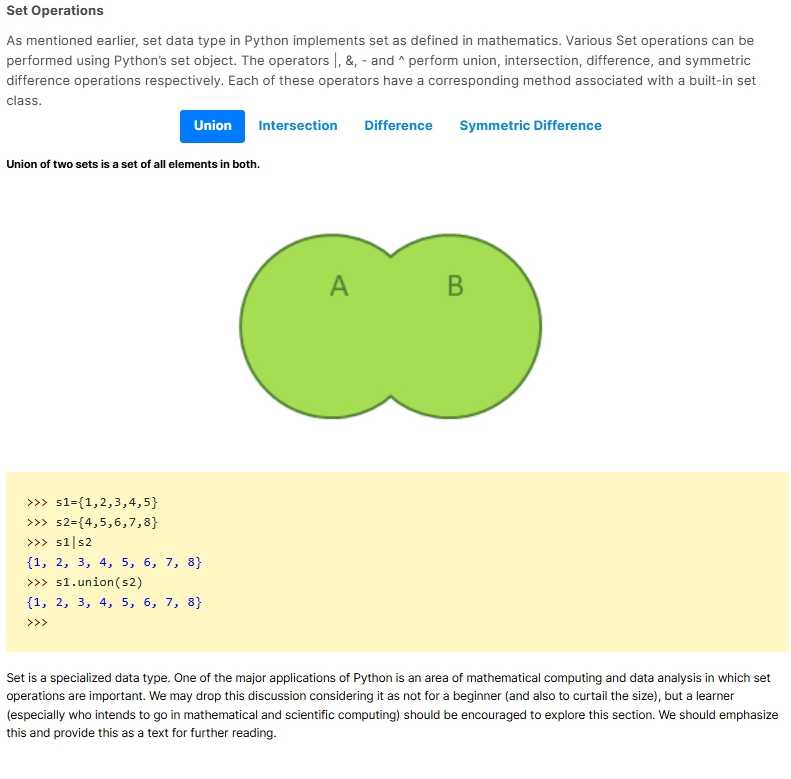 Set Operations
As mentioned earlier, set data type in Python implements set as defined in mathematics. Various Set operations can be
performed using Python's set object. The operators |, &, - and ^ perform union, intersection, difference, and symmetric
difference operations respectively. Each of these operators have a corresponding method associated with a built-in set
class.
Union Intersection Difference Symmetric Difference
Union of two sets is a set of all elements in both.
A B
>>> s1={1,2,3,4,5}
>>> s2={4,5,6,7,8}
>>> s1|s2
{1, 2, 3, 4, 5, 6, 7, 8}
>>> s1.union(s2)
{1, 2, 3, 4, 5, 6, 7, 8}
>>>
Set is a specialized data type. One of the major applications of Python is an area of mathematical computing and data analysis in which set
operations are important. We may drop this discussion considering it as not for a beginner (and also to curtail the size), but a learner
(especially who intends to go in mathematical and scientific computing) should be encouraged to explore this section. We should emphasize
this and provide this as a text for further reading.